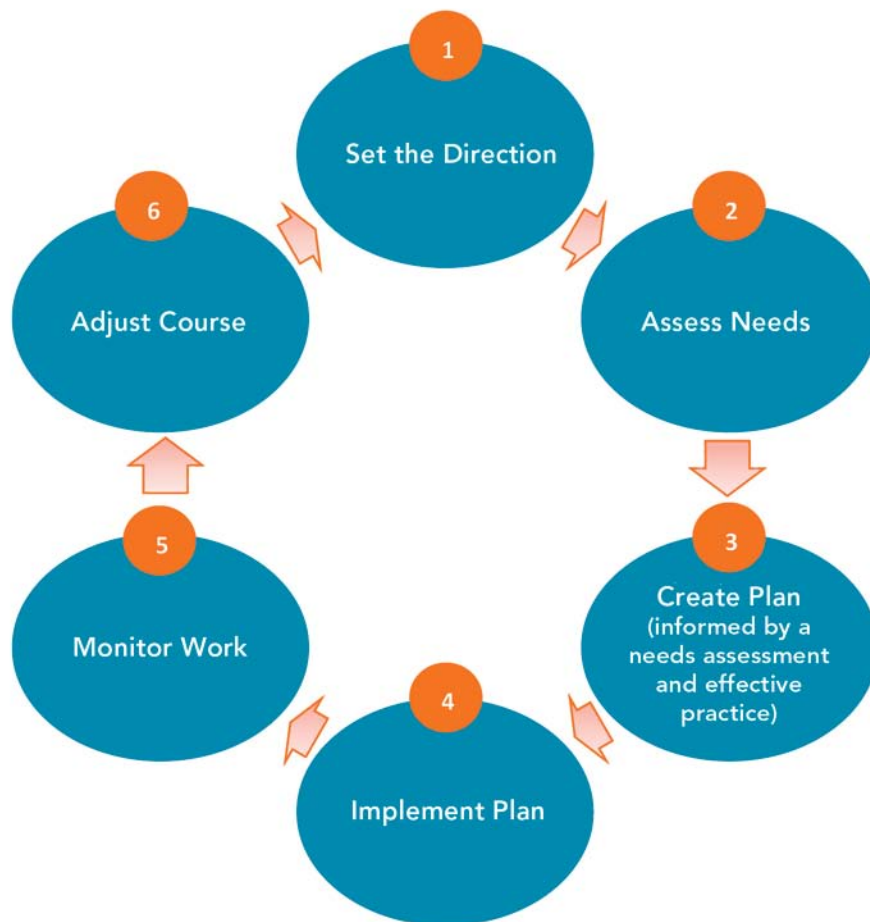 1
Set the Direction
2
Assess Needs
3
Create Plan
(informed by a
needs assessment
and effective
practice)
4
Implement Plan
5
Monitor Work
6
Adjust Course